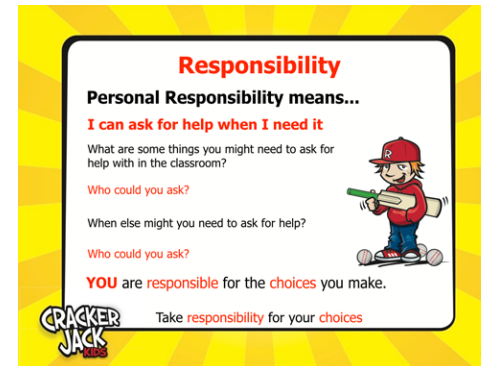 Responsibility
Personal Responsibility means...
I can ask for help when I need it
What are some things you might need to ask for
help with in the classroom?
Who could you ask?
When else might you need to ask for help?
Who could you ask?
YOU are responsible for the choices you make.
Take responsibility for your choices
CRACKER
JACK
KIDS
R